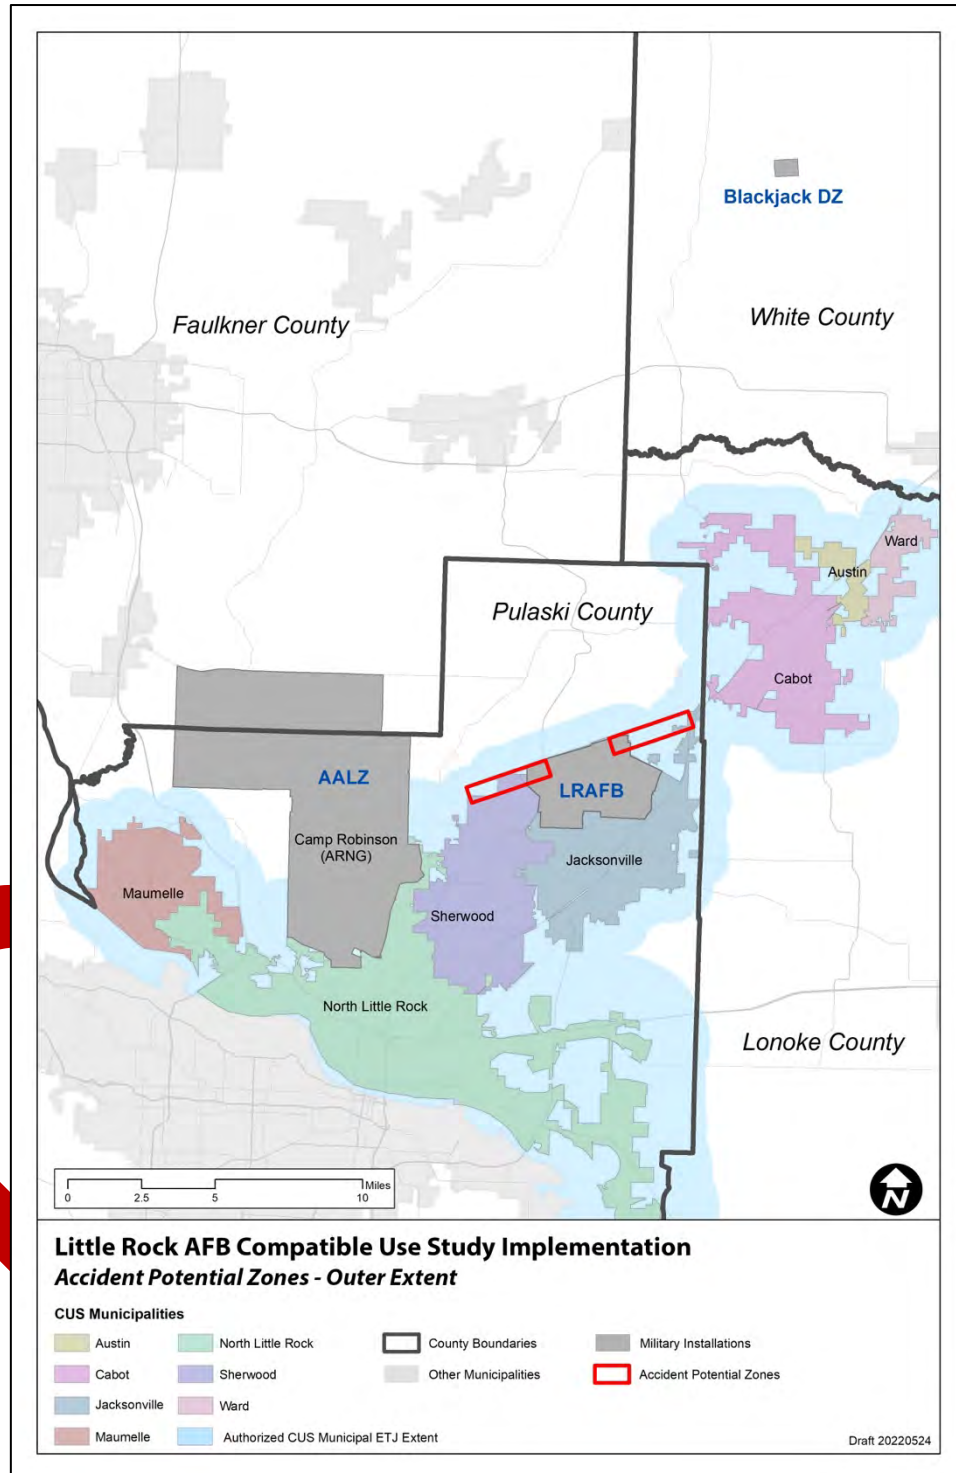 Blackjack DZ
Faulkner County
White County
Ward
Austin
Pulaski County
Cabot
AALZ
LRAFB
Camp Robinson
(ARNG)
Jacksonville
Maumelle
Sherwood
North Little Rock
Lonoke County
Miles
0 2.5 5 10
N
Little Rock AFB Compatible Use Study Implementation
Accident Potential Zones - Outer Extent
CUS Municipalities
Austin North Little Rock County Boundaries Military Installations
Cabot Sherwood Other Municipalities Accident Potential Zones
Jacksonville Ward
Maumelle Authorized CUS Municipal ETJ Extent
Draft 20220524